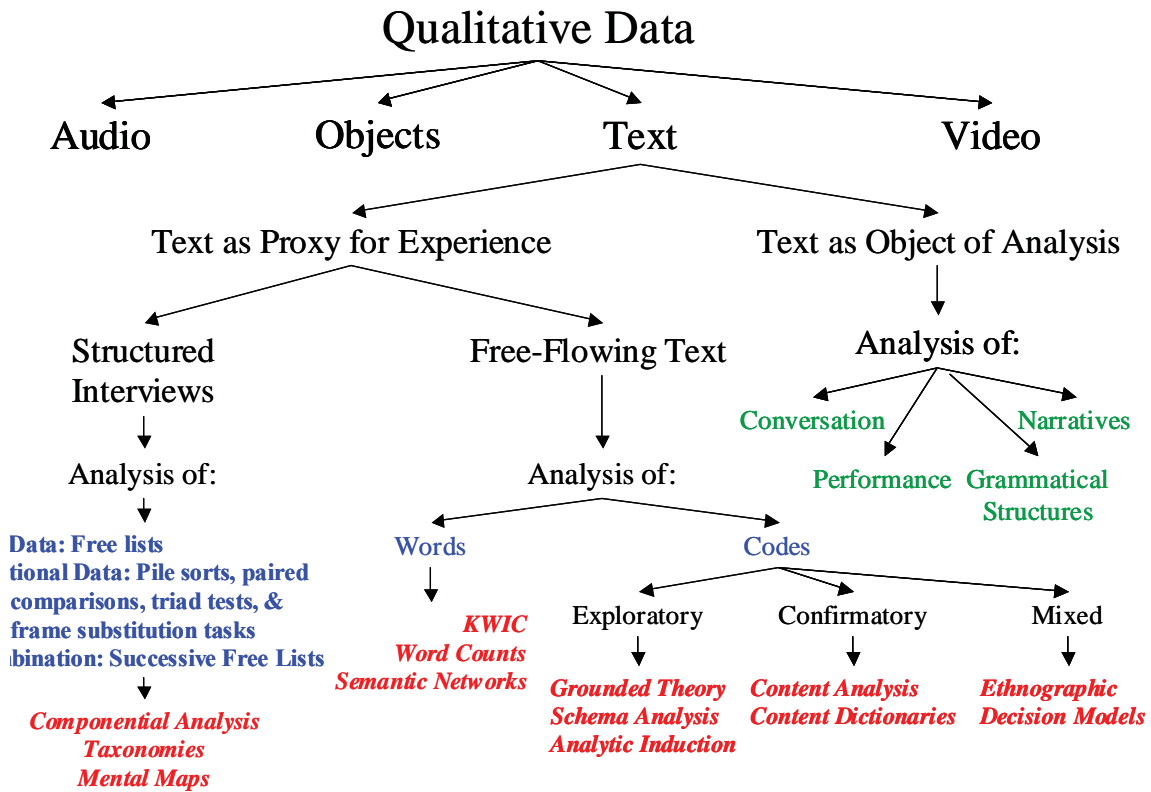 Qualitative Data
Audio
Objects
Text
Video
Text as Proxy for Experience
Text as Object of Analysis
Structured
Interviews
Free-Flowing Text
Analysis of:
Conversation
Narratives
Performance
Grammatical
Structures
Analysis of:
Data: Free lists
tional Data: Pile sorts, paired
comparisons, triad tests, &
frame substitution tasks
bination: Successive Free Lists
Componential Analysis
Taxonomies
Mental Maps
Analysis of:
Words
KWIC
Word Counts
Semantic Networks
Codes
Exploratory
Grounded Theory
Schema Analysis
Analytic Induction
Confirmatory
Content Analysis
Content Dictionaries
Mixed
Ethnographic
Decision Models